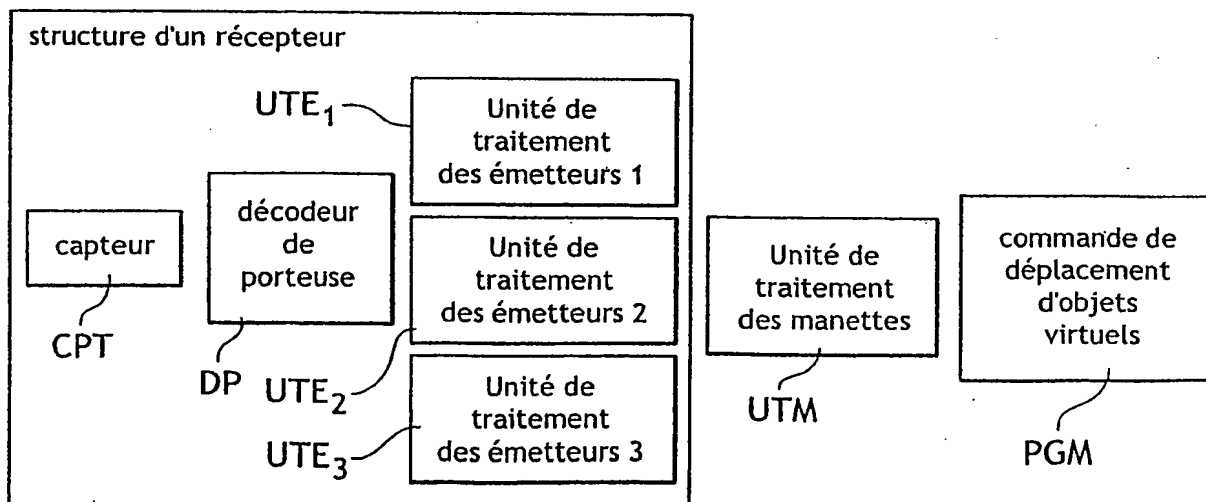 structure d'un récepteur
UTE1
Unité de
traitement
des émetteurs 1
capteur
CPT
décodeur
de
porteuse
DP
Unité de
traitement
des émetteurs 2
UTE2
Unité de
traitement
des émetteurs 3
UTE3
Unité de
traitement
des manettes
UTM
commande de
déplacement
d'objets
virtuels
PGM